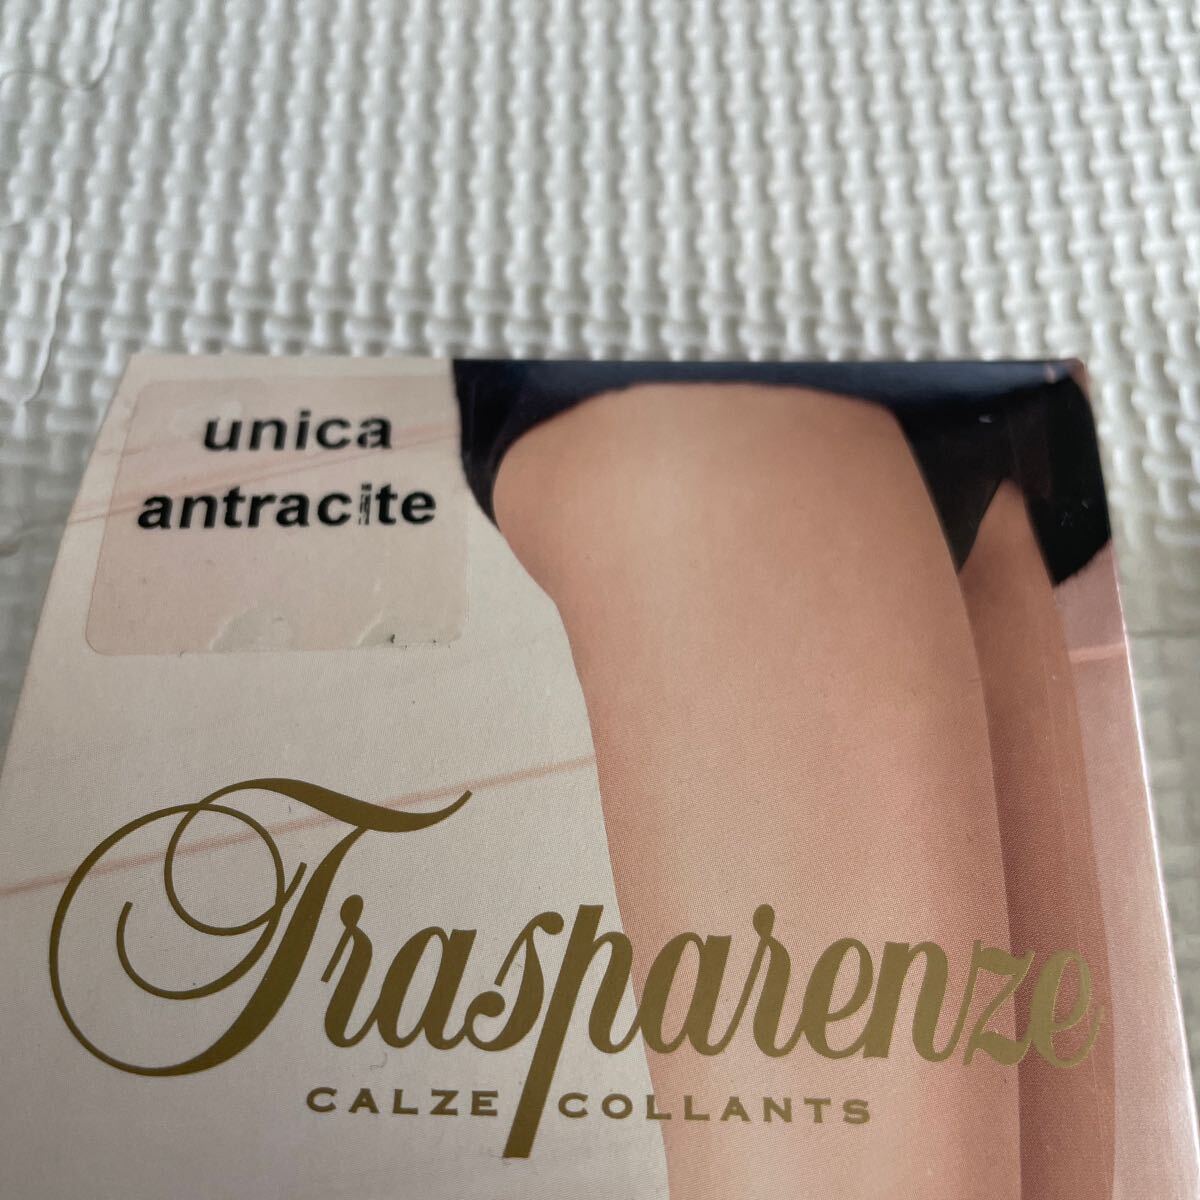 unica
antracite
Trasparenze
CALZE COLLANTS